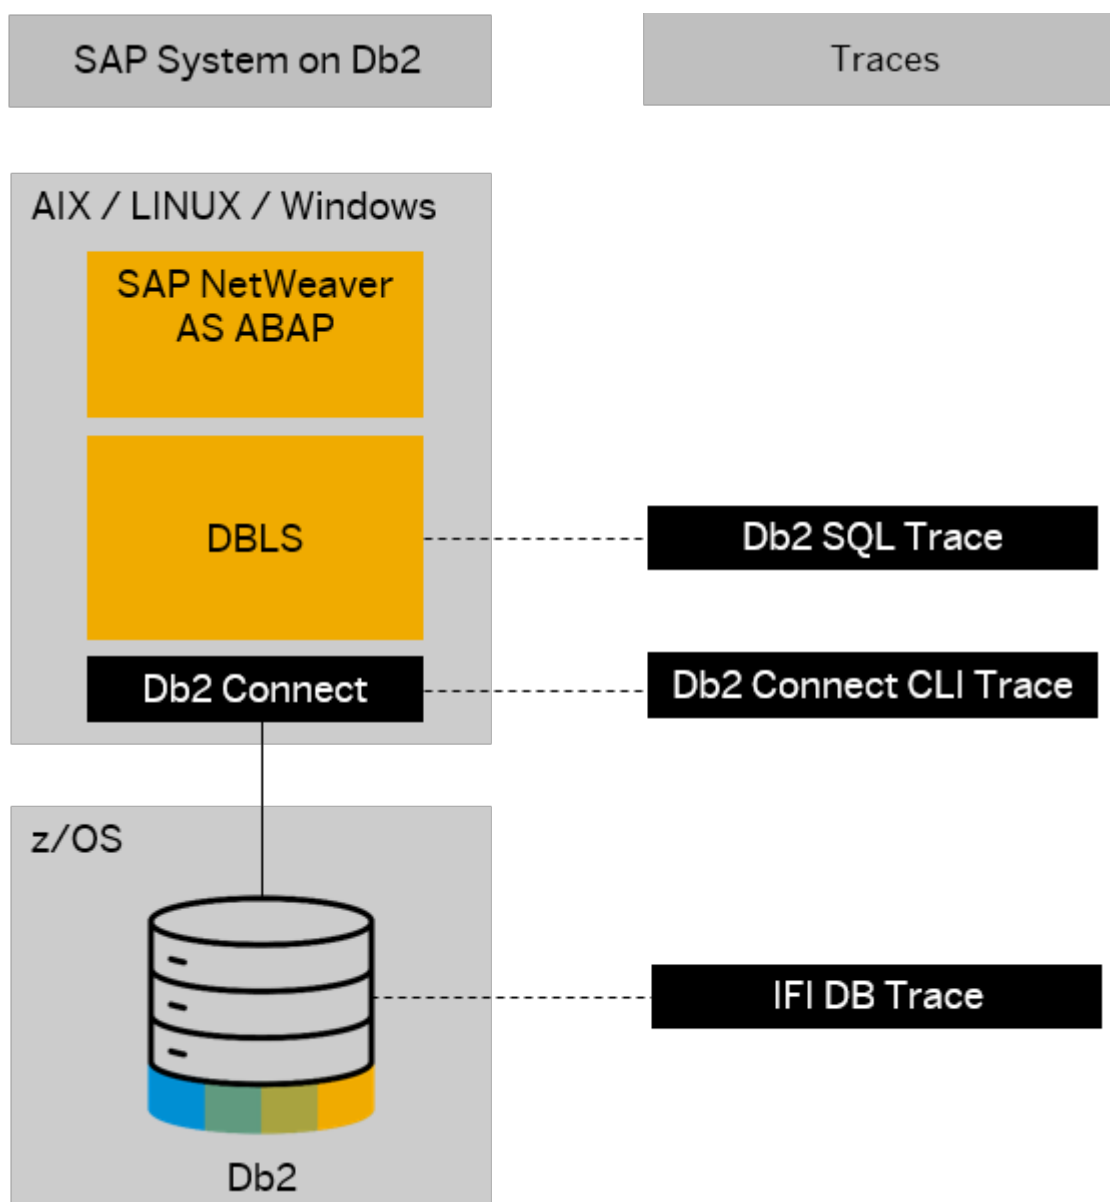 SAP System on Db2
Traces
AIX / LINUX / Windows
SAP NetWeaver
AS ABAP
DBLS
Db2 SQL Trace
Db2 Connect
Db2 Connect CLI Trace
z/OS
IFI DB Trace
Db2